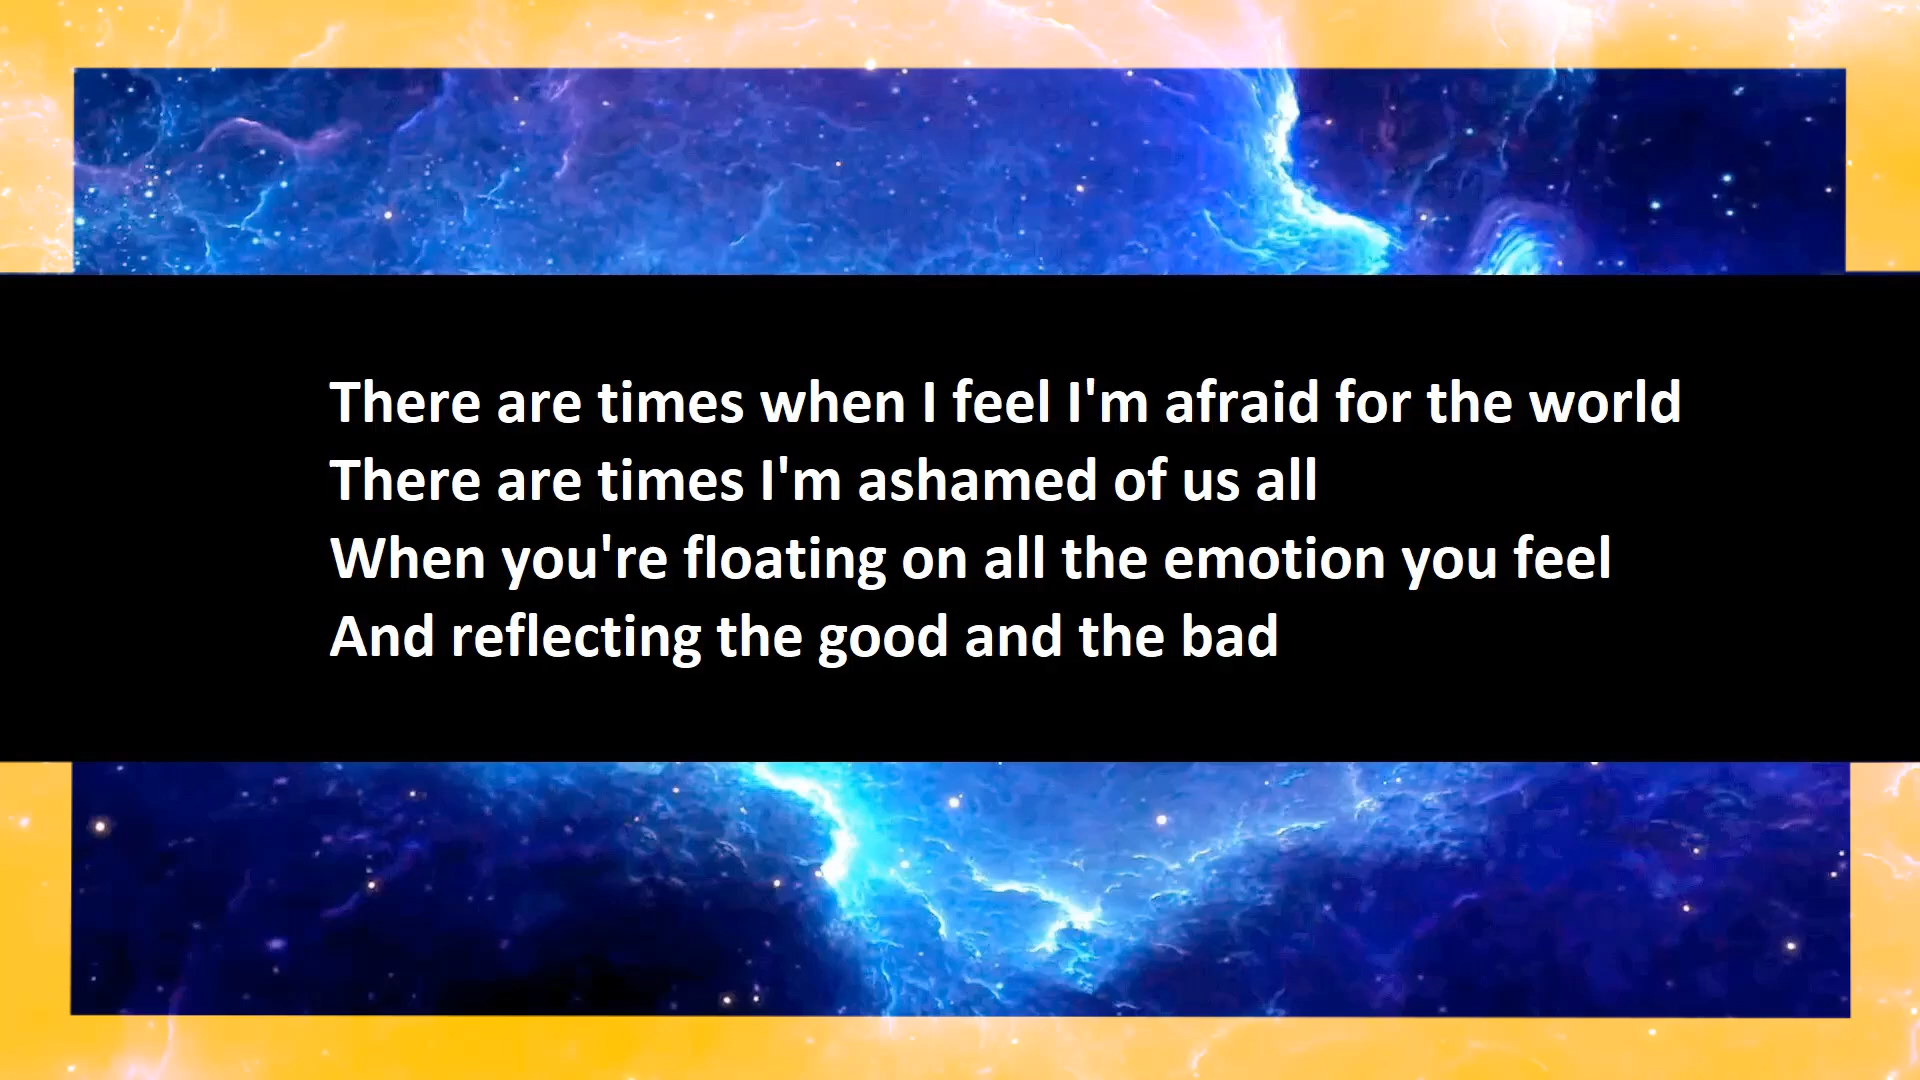 There are times when I feel I'm afraid for the world
There are times I'm ashamed of us all
When you're floating on all the emotion you feel
And reflecting the good and the bad